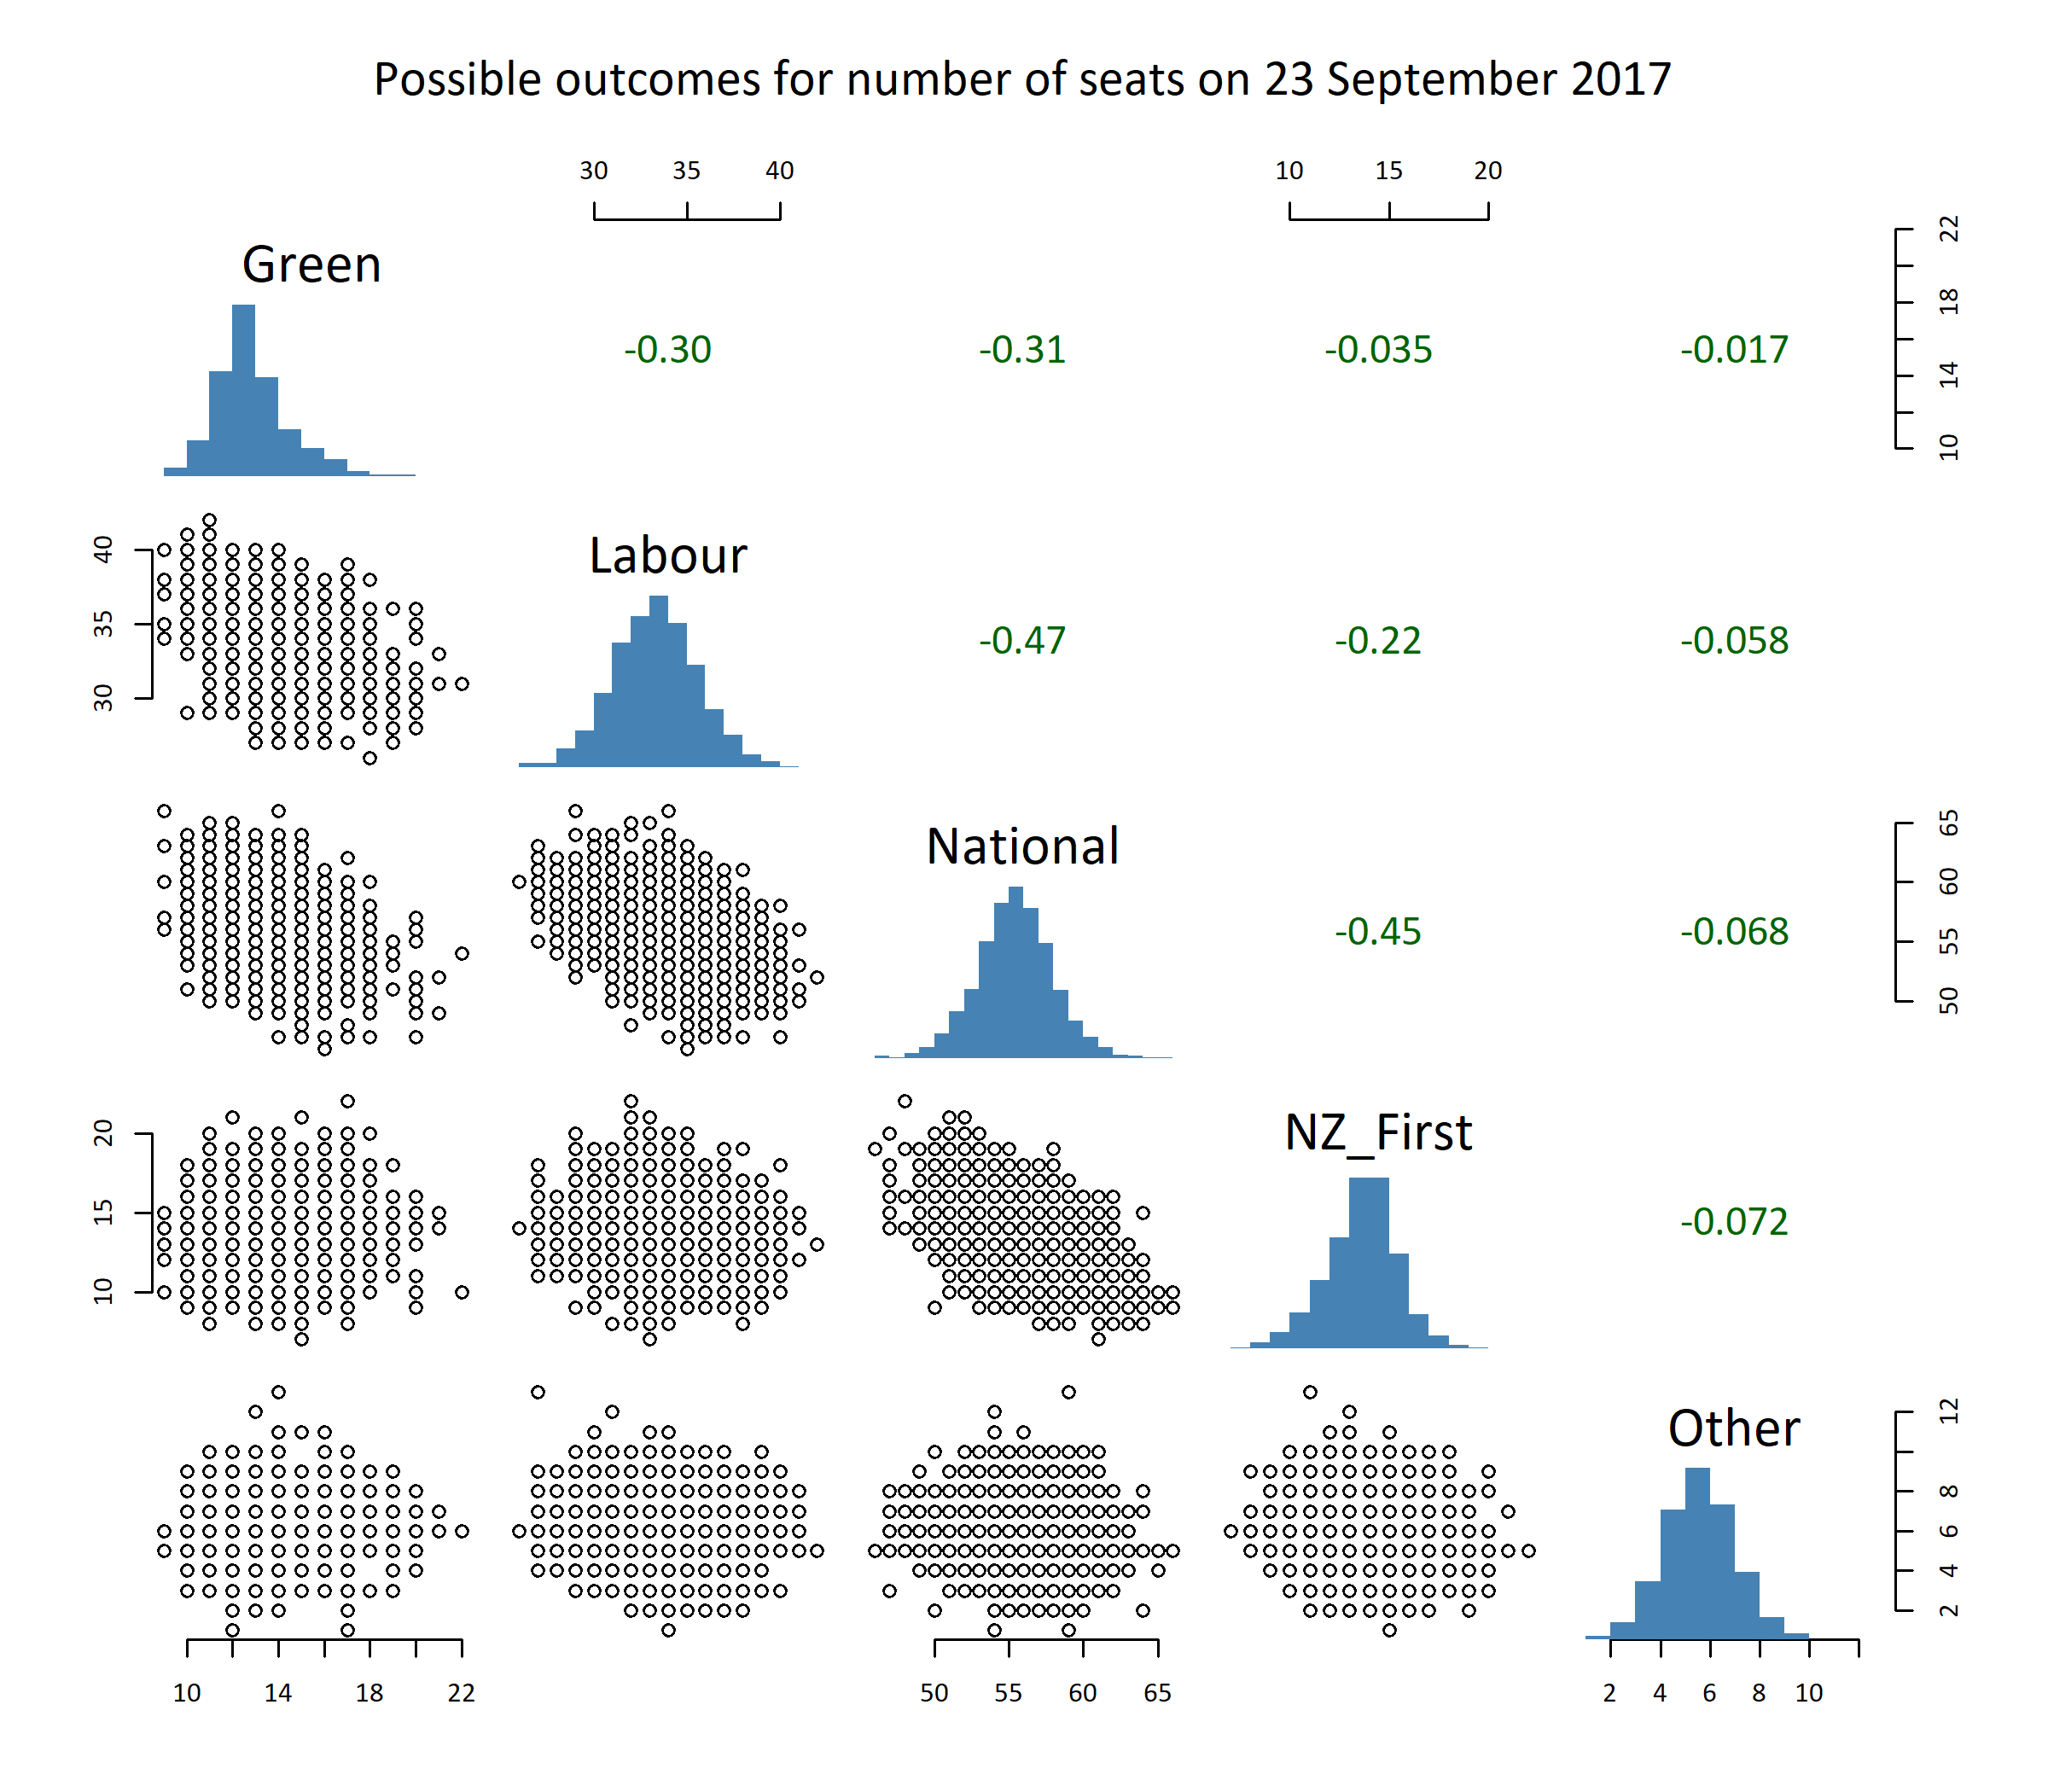 Possible outcomes for number of seats on 23 September 2017
30 35 40
10 15 20
Green
-0.30
-0.31
-0.035
-0.017
10 14 18 22
30 35 40
Labour
-0.47
-0.22
-0.058
National
-0.45
-0.068
50 55 60 65
10 15 20
NZ_First
-0.072
Other
2 4 6 8 12
10 14 18 22
50 55 60 65
2 4 6 8 10